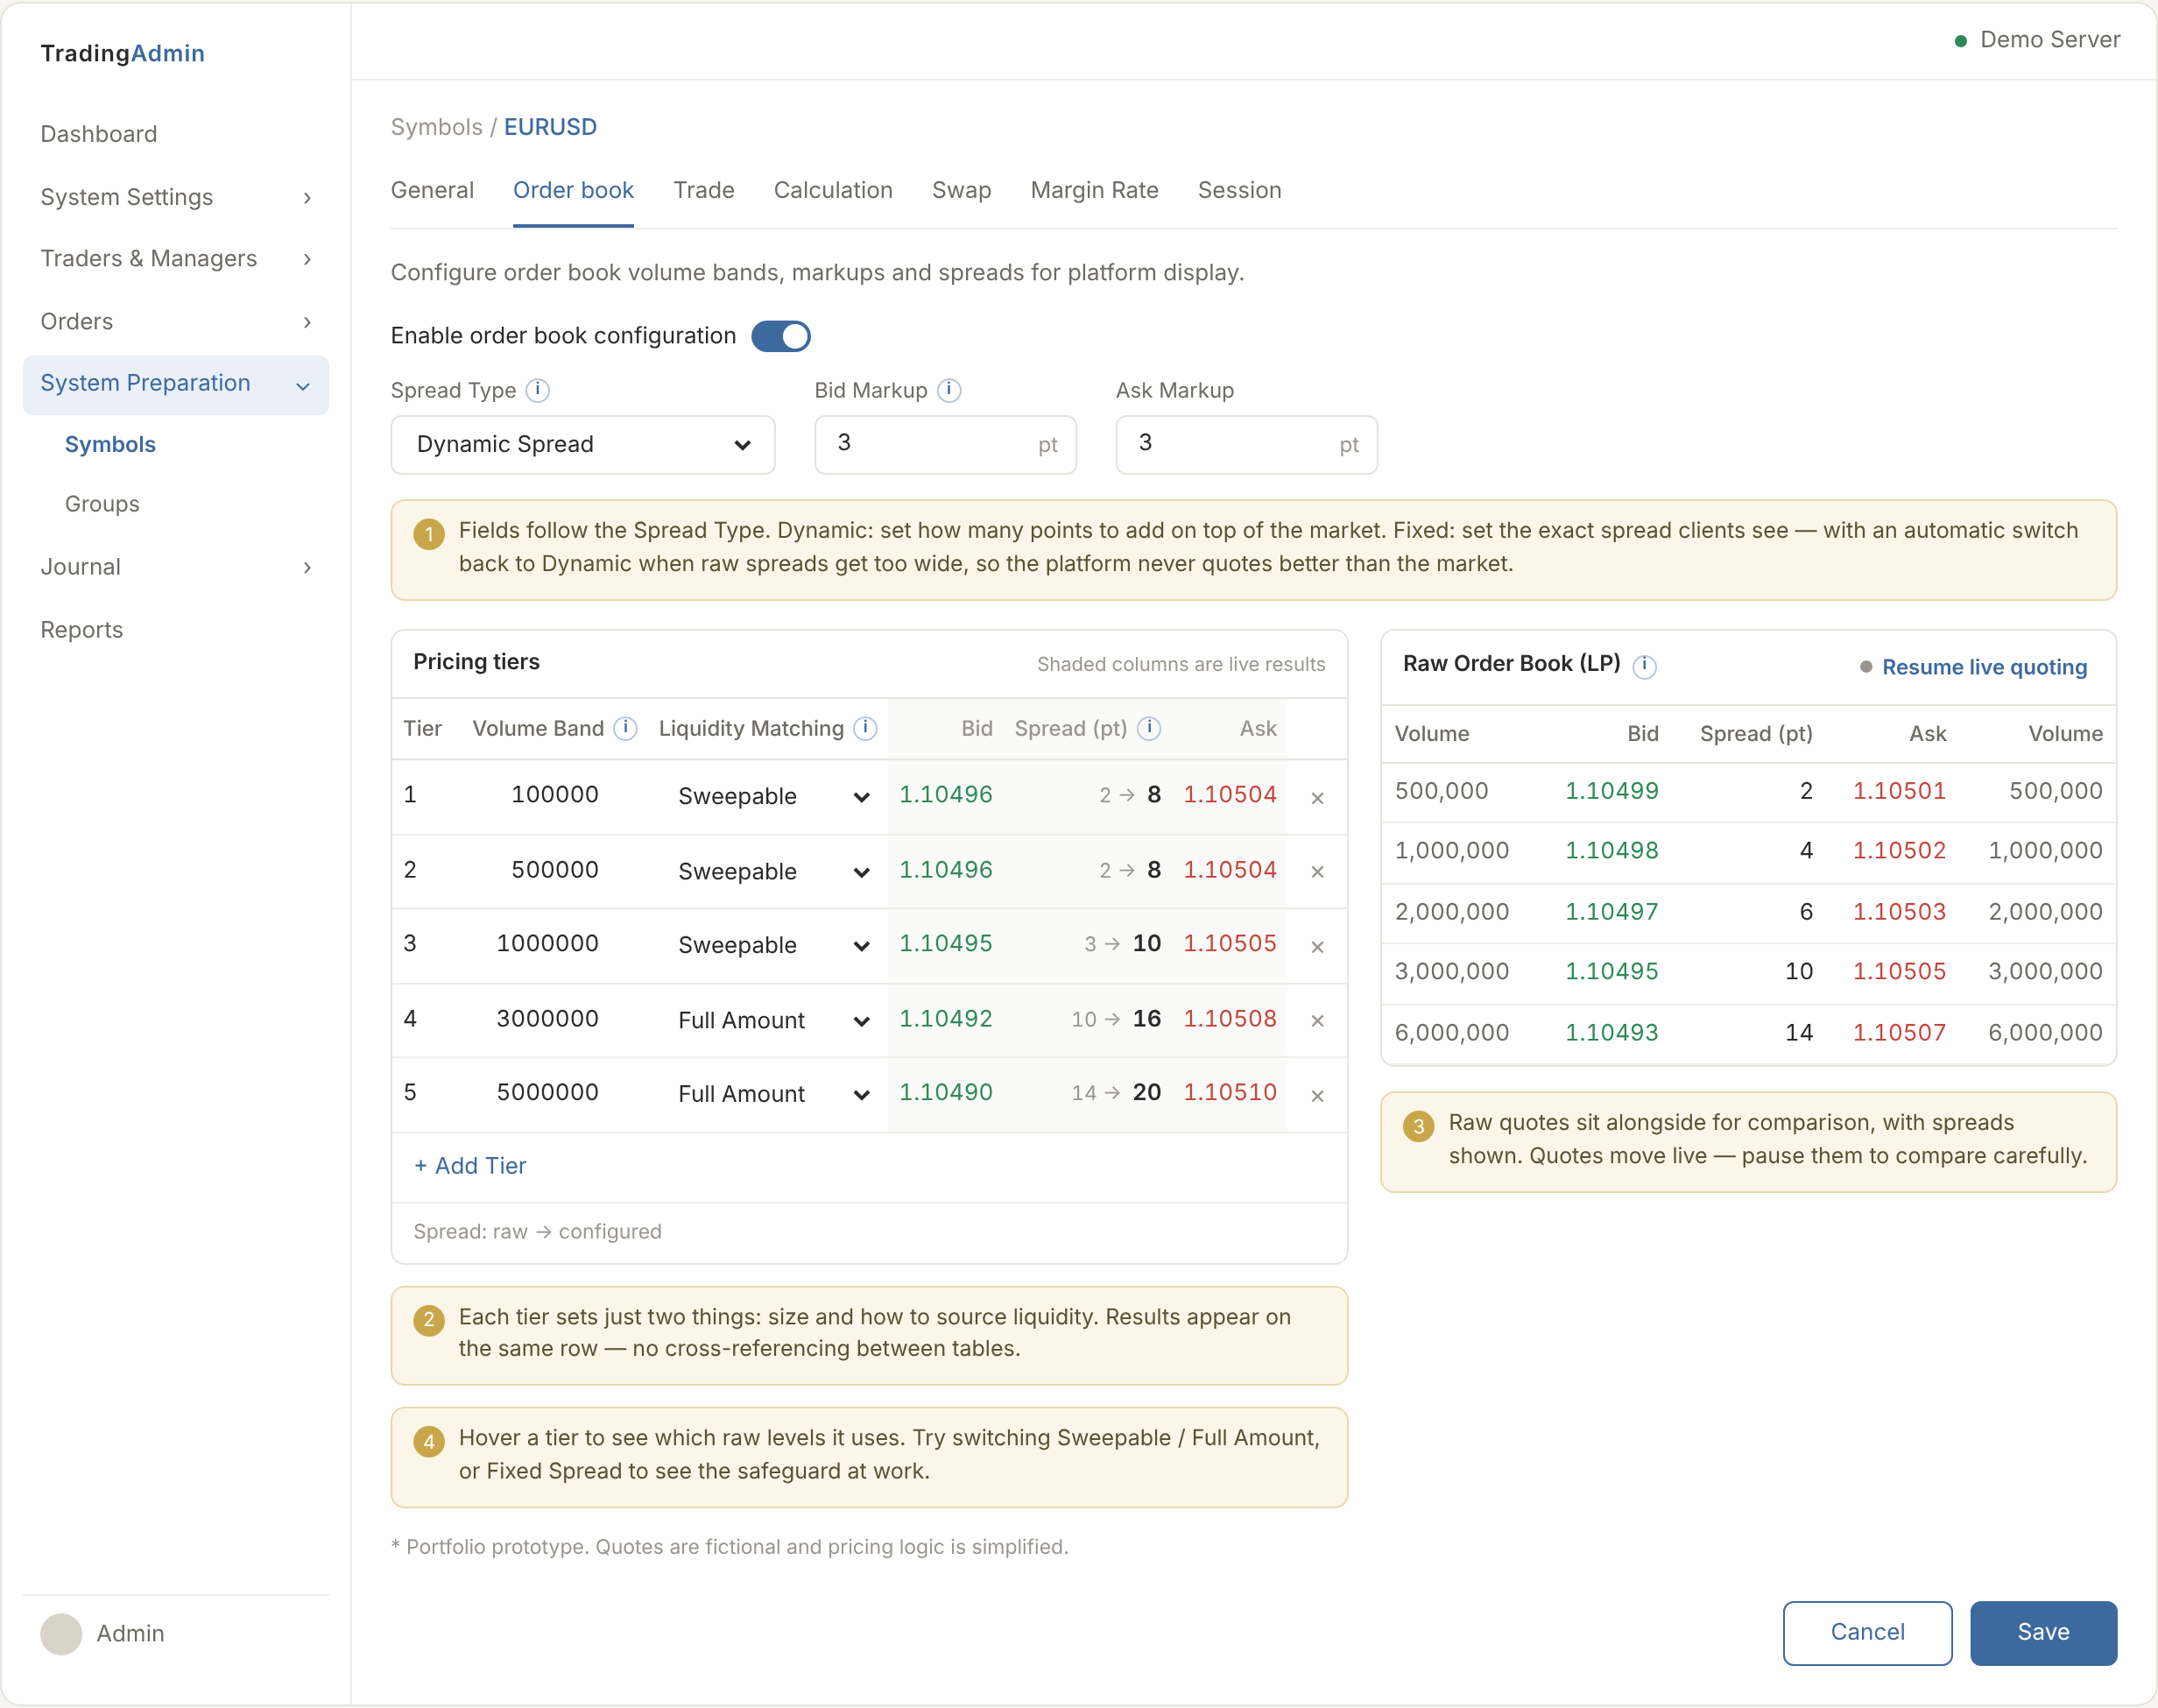 TradingAdmin
Demo Server
Dashboard
System Settings
Traders & Managers
Orders
System Preparation
Symbols
Groups
Journal
Reports
Admin
Symbols / EURUSD
General Order book Trade Calculation Swap Margin Rate Session
Configure order book volume bands, markups and spreads for platform display.
Enable order book configuration
Spread Type i Bid Markup i Ask Markup
Dynamic Spread 3 pt 3 pt
1 Fields follow the Spread Type. Dynamic: set how many points to add on top of the market. Fixed: set the exact spread clients see — with an automatic switch
back to Dynamic when raw spreads get too wide, so the platform never quotes better than the market.
Pricing tiers Shaded columns are live results
Tier Volume Band i Liquidity Matching i Bid Spread (pt) i Ask
1 100000 Sweepable 1.10496 2 → 8 1.10504 ×
2 500000 Sweepable 1.10496 2 → 8 1.10504 ×
3 1000000 Sweepable 1.10495 3 → 10 1.10505 ×
4 3000000 Full Amount 1.10492 10 → 16 1.10508 ×
5 5000000 Full Amount 1.10490 14 → 20 1.10510 ×
+ Add Tier
Spread: raw → configured
Raw Order Book (LP) i Resume live quoting
Volume Bid Spread (pt) Ask Volume
500,000 1.10499 2 1.10501 500,000
1,000,000 1.10498 4 1.10502 1,000,000
2,000,000 1.10497 6 1.10503 2,000,000
3,000,000 1.10495 10 1.10505 3,000,000
6,000,000 1.10493 14 1.10507 6,000,000
3 Raw quotes sit alongside for comparison, with spreads
shown. Quotes move live — pause them to compare carefully.
2 Each tier sets just two things: size and how to source liquidity. Results appear on
the same row — no cross-referencing between tables.
4 Hover a tier to see which raw levels it uses. Try switching Sweepable / Full Amount,
or Fixed Spread to see the safeguard at work.
* Portfolio prototype. Quotes are fictional and pricing logic is simplified.
Cancel Save